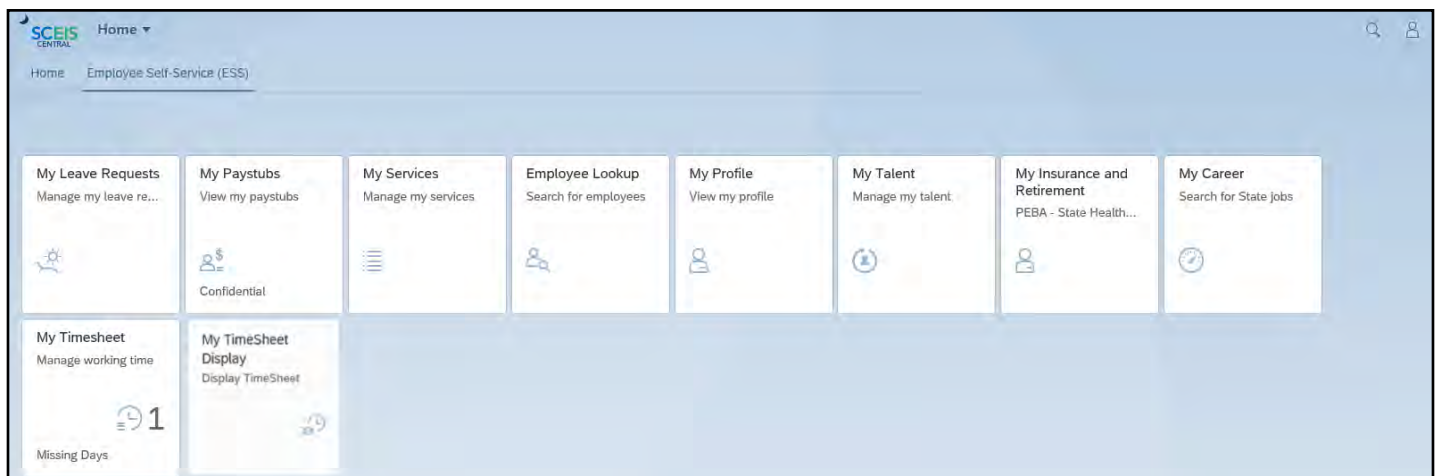 SCEIS
CENTRAL
Home
Home Employee Self-Service (ESS)
My Leave Requests
Manage my leave re...
My Paystubs
View my paystubs
Confidential
My Services
Manage my services
Employee Lookup
Search for employees
My Profile
View my profile
My Talent
Manage my talent
My Insurance and
Retirement
PEBA - State Health...
My Career
Search for State jobs
My Timesheet
Manage working time
1
Missing Days
My TimeSheet
Display
Display TimeSheet